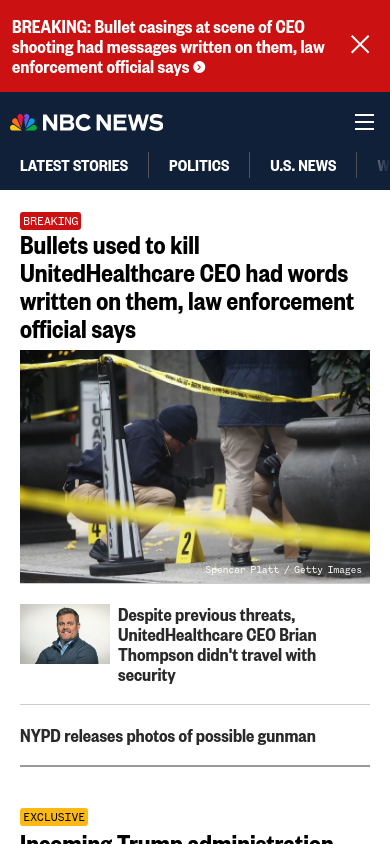 BREAKING: Bullet casings at scene of CEO
shooting had messages written on them, law
enforcement official says
NBC NEWS
LATEST STORIES
POLITICS
U.S. NEWS
BREAKING
Bullets used to kill
UnitedHealthcare CEO had words
written on them, law enforcement
official says
4
2
Spencer Platt / Getty Images
Despite previous threats,
UnitedHealthcare CEO Brian
Thompson didn't travel with
security
NYPD releases photos of possible gunman
EXCLUSIVE
Incoming Trump administration